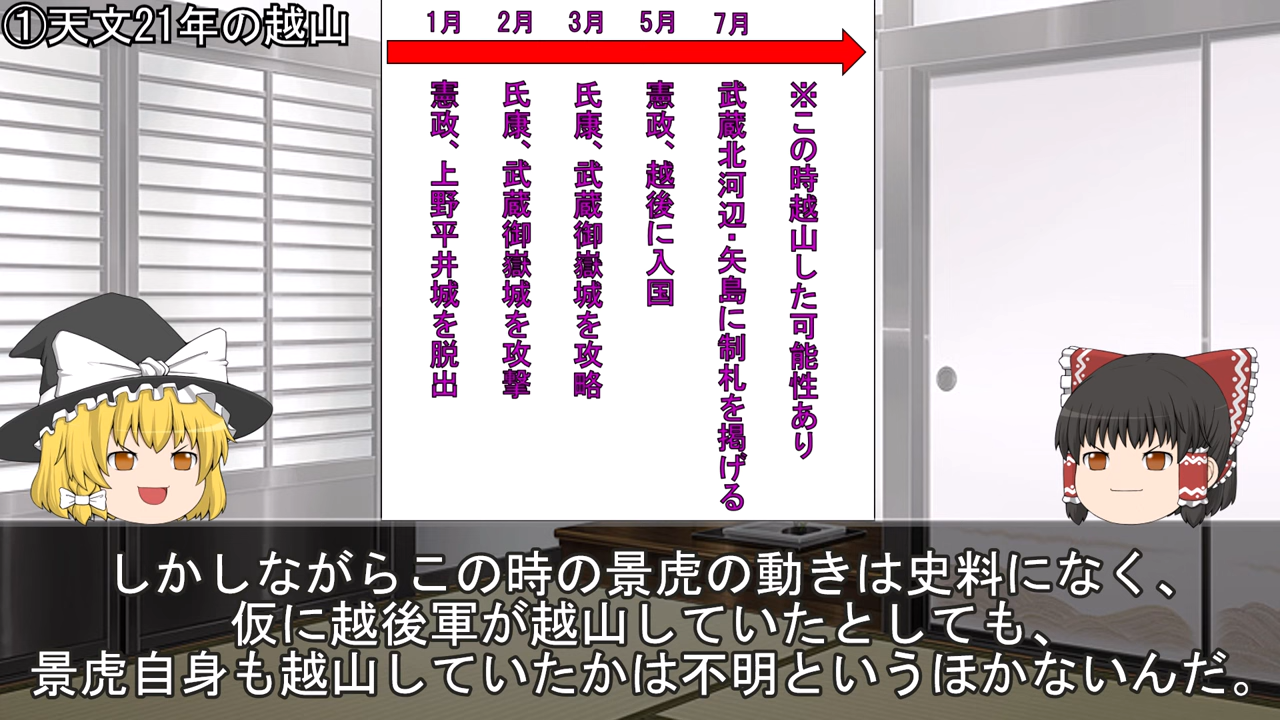 ①天文21年の越山
1月
2月
3月
5月
7月
憲政、上野平井城を脱出
氏康、武蔵御嶽城を攻撃
氏康、武蔵御嶽城を攻略
憲政、越後に入国
武蔵北河辺・矢島に制札を掲げる
※この時越山した可能性あり
しかしながらこの時の景虎の動きは史料になく、
仮に越後軍が越山していたとしても、
景虎自身も越山していたかは不明というほかないんだ。